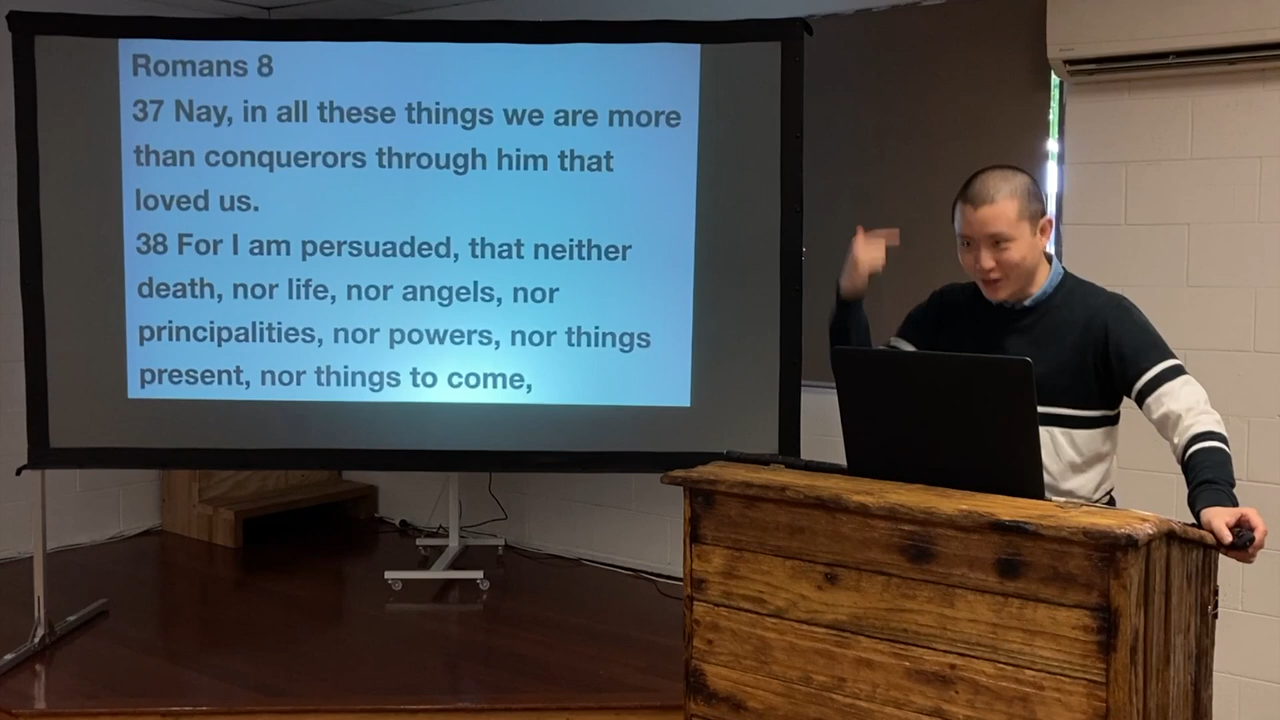 Romans 8
37 Nay, in all these things we are more
than conquerors through him that
loved us.
38 For I am persuaded, that neither
death, nor life, nor angels, nor
principalities, nor powers, nor things
present, nor things to come,